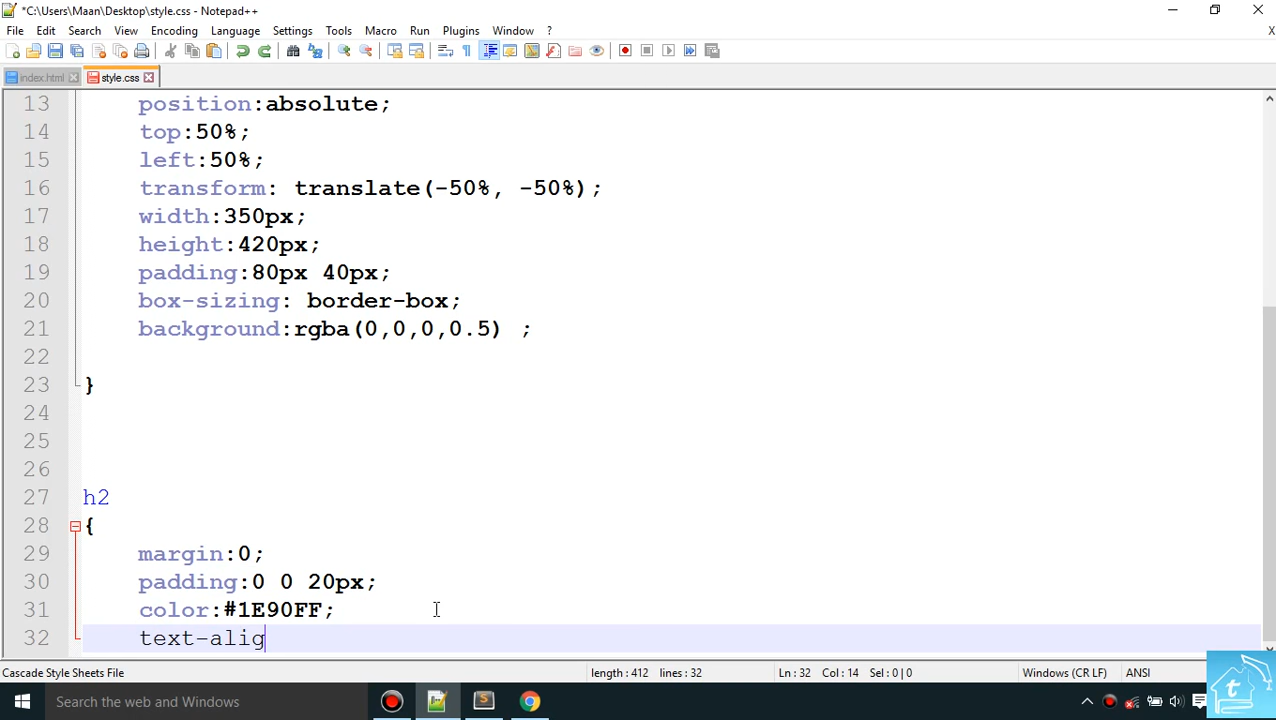 *C:\Users\Maan\Desktop\style.css - Notepad++
File Edit Search View Encoding Language Settings Tools Macro Run Plugins Window ?
X
index.html style.css
13 position:absolute;
14 top:50%;
15 left:50%;
16 transform: translate(-50%, -50%);
17 width:350px;
18 height:420px;
19 padding:80px 40px;
20 box-sizing: border-box;
21 background:rgba(0,0,0,0.5) ;
22
23 }
24
25
26
27 h2
28 {
29 margin:0;
30 padding:0 0 20px;
31 color:#1E90FF;
32 text-alig
Cascade Style Sheets File length : 412 lines : 32 Ln : 32 Col : 14 Sel : 0 | 0 Windows (CR LF) ANSI
Search the web and Windows
t